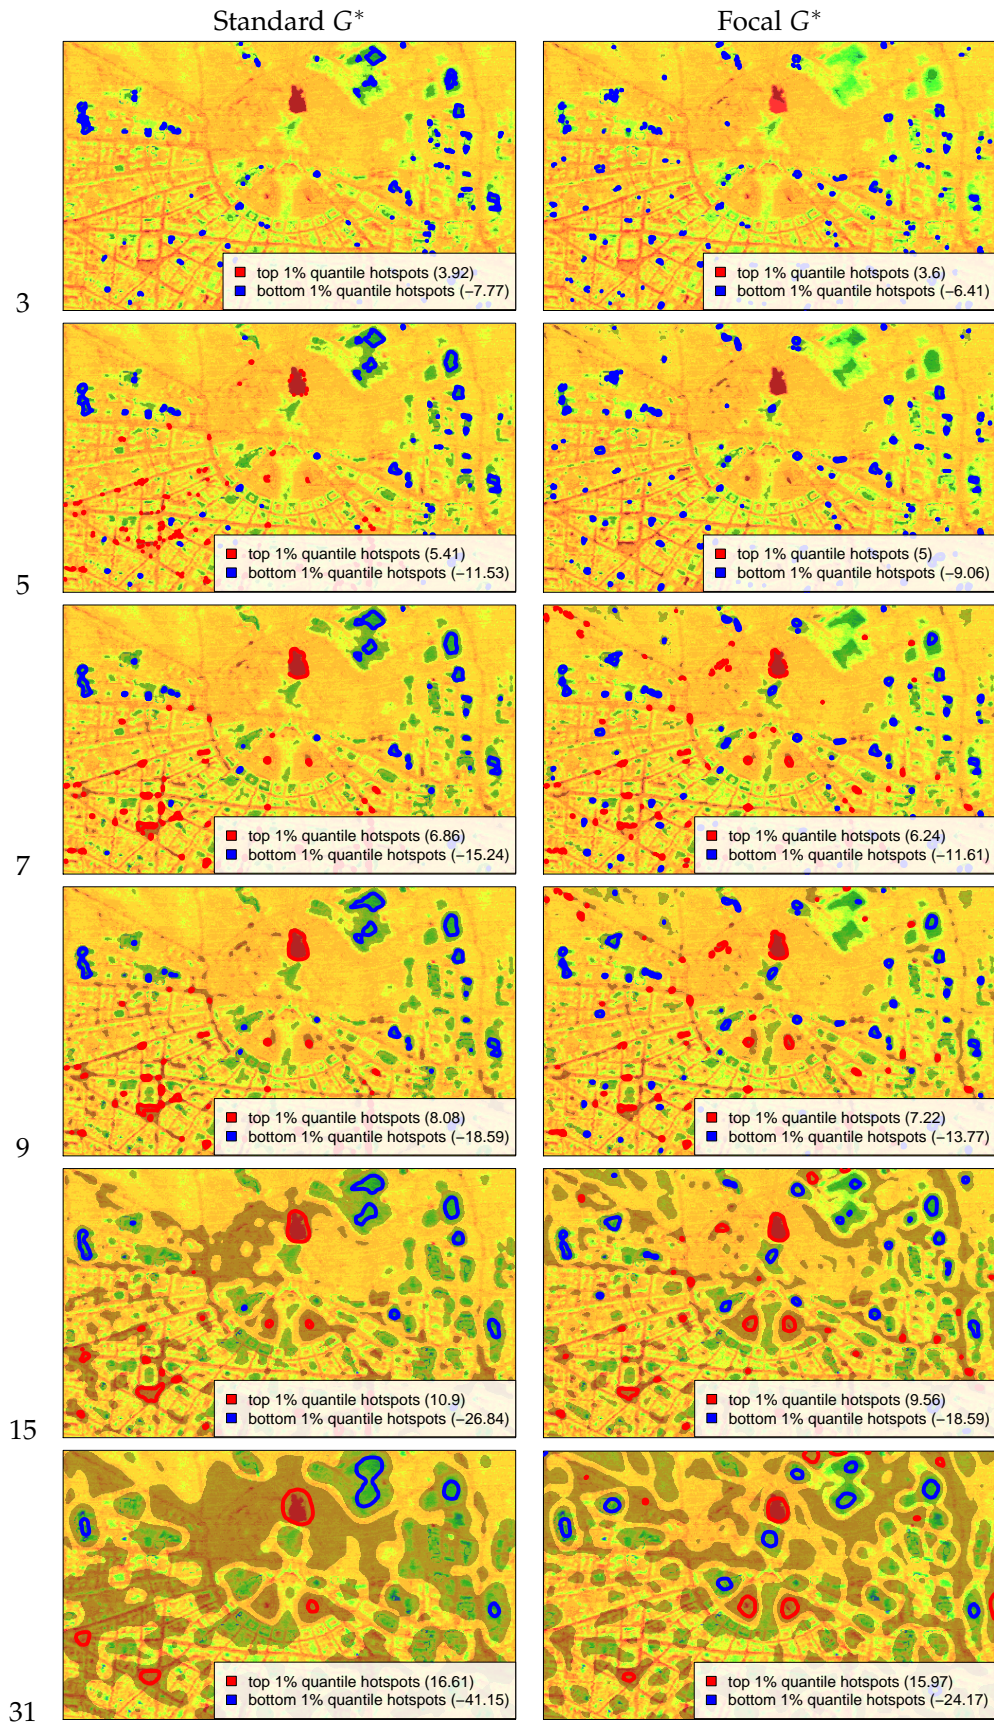 Standard G* Focal G*
top 1% quantile hotspots (3.92)
bottom 1% quantile hotspots (−7.77)
top 1% quantile hotspots (3.6)
bottom 1% quantile hotspots (−6.41)
3
top 1% quantile hotspots (5.41)
bottom 1% quantile hotspots (−11.53)
top 1% quantile hotspots (5)
bottom 1% quantile hotspots (−9.06)
5
top 1% quantile hotspots (6.86)
bottom 1% quantile hotspots (−15.24)
top 1% quantile hotspots (6.24)
bottom 1% quantile hotspots (−11.61)
7
top 1% quantile hotspots (8.08)
bottom 1% quantile hotspots (−18.59)
top 1% quantile hotspots (7.22)
bottom 1% quantile hotspots (−13.77)
9
top 1% quantile hotspots (10.9)
bottom 1% quantile hotspots (−26.84)
top 1% quantile hotspots (9.56)
bottom 1% quantile hotspots (−18.59)
15
top 1% quantile hotspots (16.61)
bottom 1% quantile hotspots (−41.15)
top 1% quantile hotspots (15.97)
bottom 1% quantile hotspots (−24.17)
31